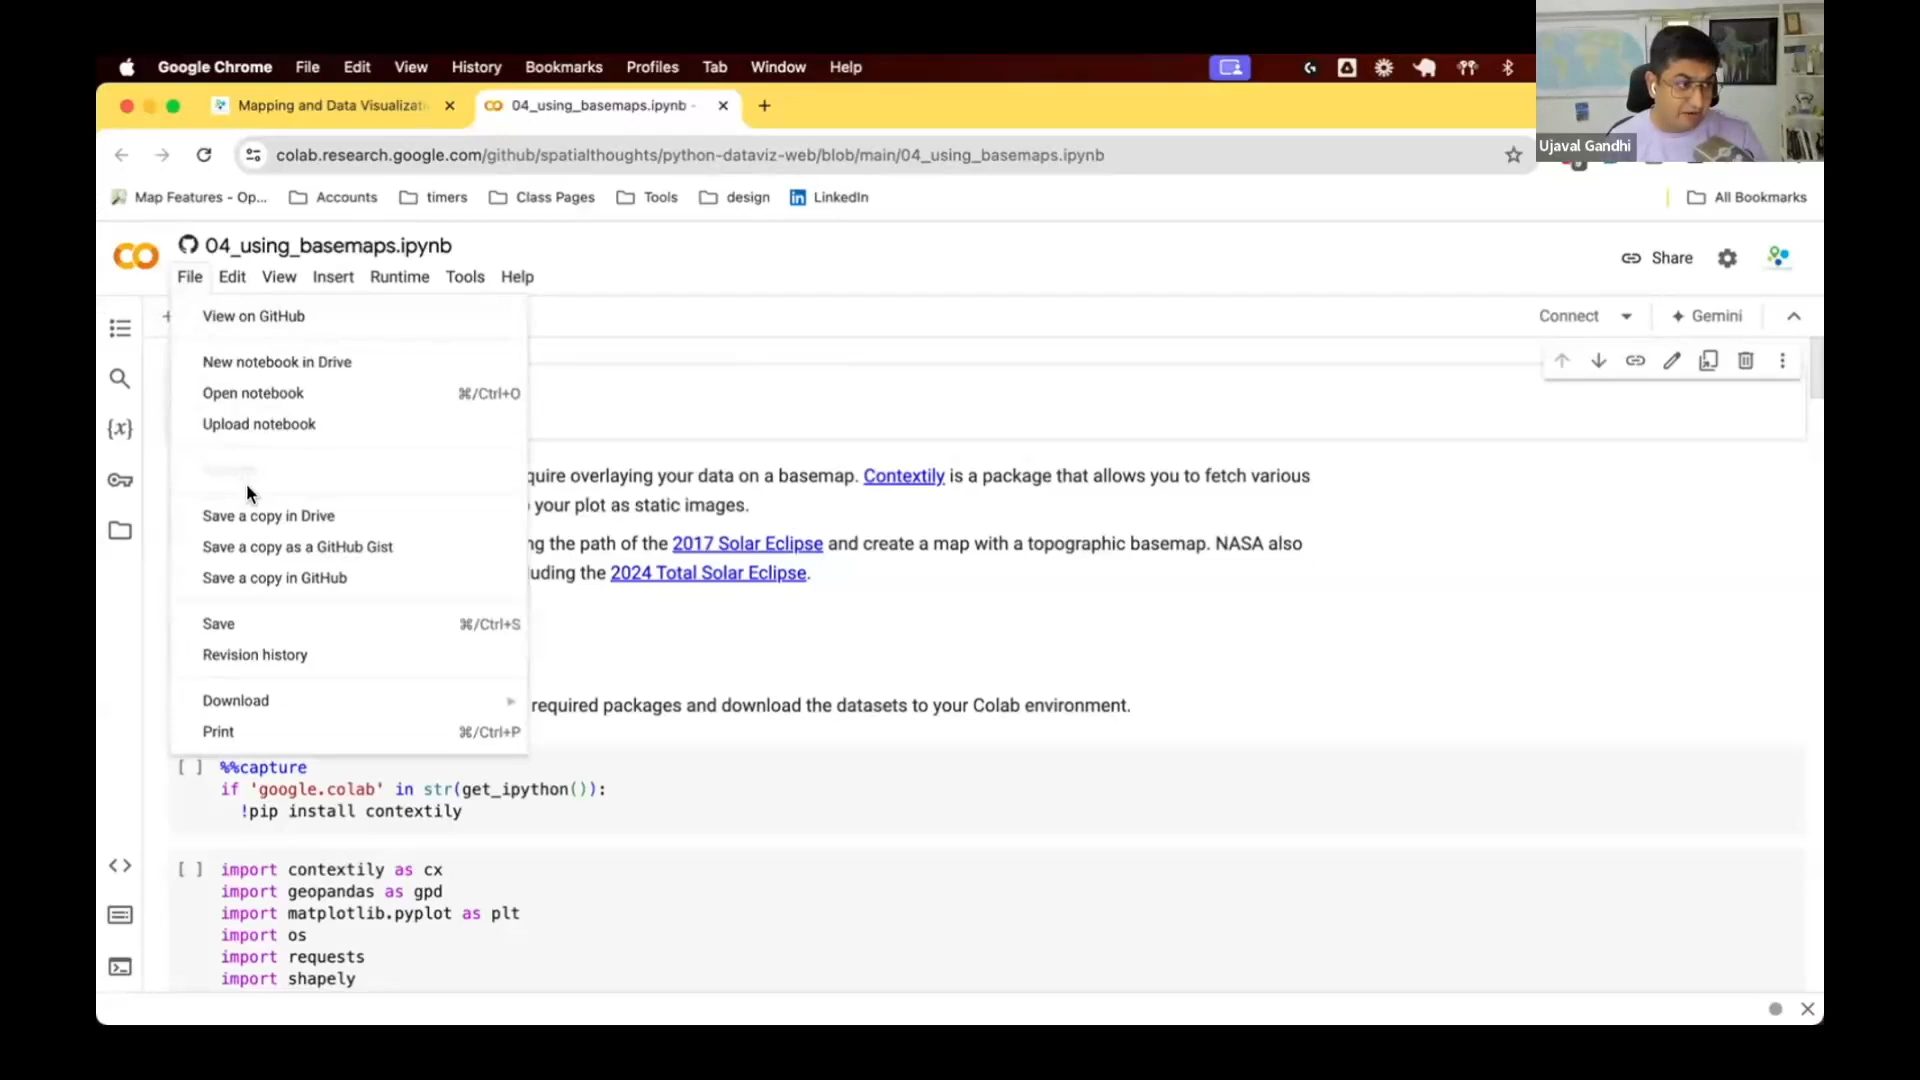 Google Chrome File Edit View History Bookmarks Profiles Tab Window Help
Mapping and Data Visualizati
04_using_basemaps.ipynb -
colab.research.google.com/github/spatialthoughts/python-dataviz-web/blob/main/04_using_basemaps.ipynb
Ujaval Gandhi
Map Features - Op... Accounts timers Class Pages Tools design LinkedIn All Bookmarks
04_using_basemaps.ipynb
Share
File Edit View Insert Runtime Tools Help
Connect Gemini
View on GitHub
New notebook in Drive
Open notebook ⌘/Ctrl+O
Upload notebook
Save a copy in Drive
Save a copy as a GitHub Gist
Save a copy in GitHub
Save ⌘/Ctrl+S
Revision history
Download
Print ⌘/Ctrl+P
quire overlaying your data on a basemap. Contextily is a package that allows you to fetch various
your plot as static images.
ng the path of the 2017 Solar Eclipse and create a map with a topographic basemap. NASA also
uding the 2024 Total Solar Eclipse.
required packages and download the datasets to your Colab environment.
[ ] %%capture
if 'google.colab' in str(get_ipython()):
!pip install contextily
[ ] import contextily as cx
import geopandas as gpd
import matplotlib.pyplot as plt
import os
import requests
import shapely